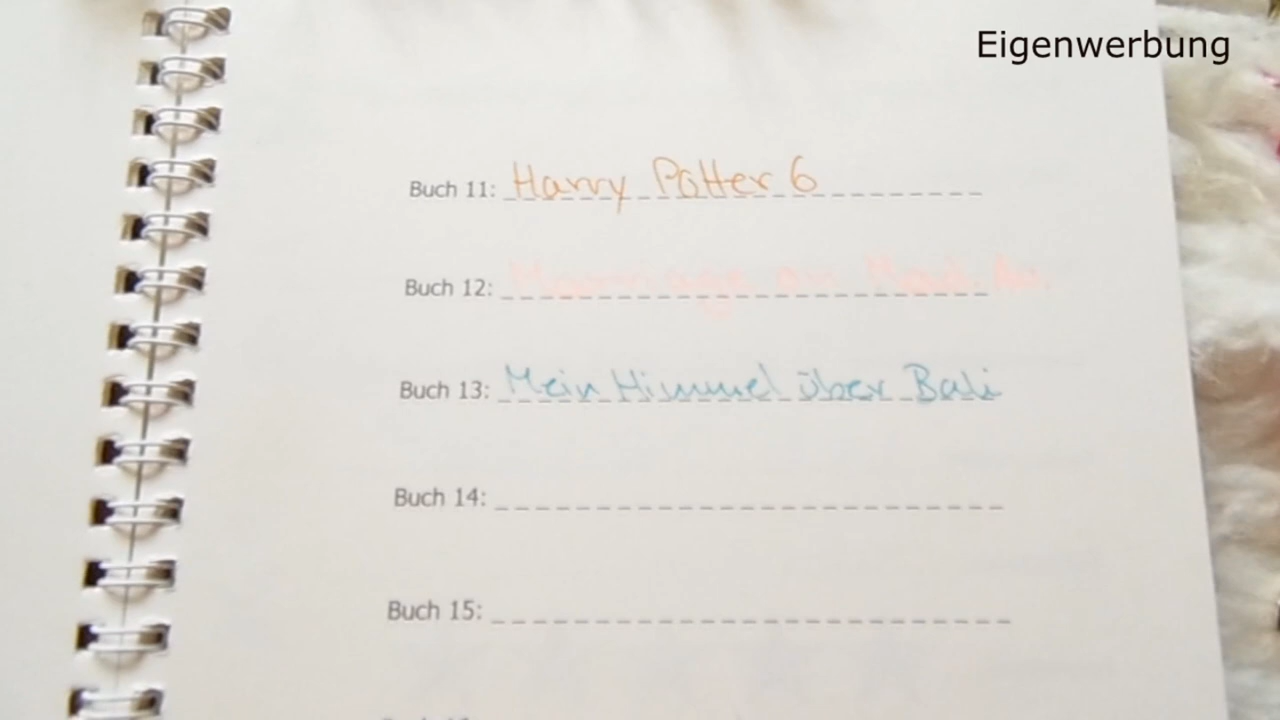 Eigenwerbung
Buch 11: Harry Potter 6
Buch 12:
Buch 13: Mein Himmel über Bali
Buch 14:
Buch 15: